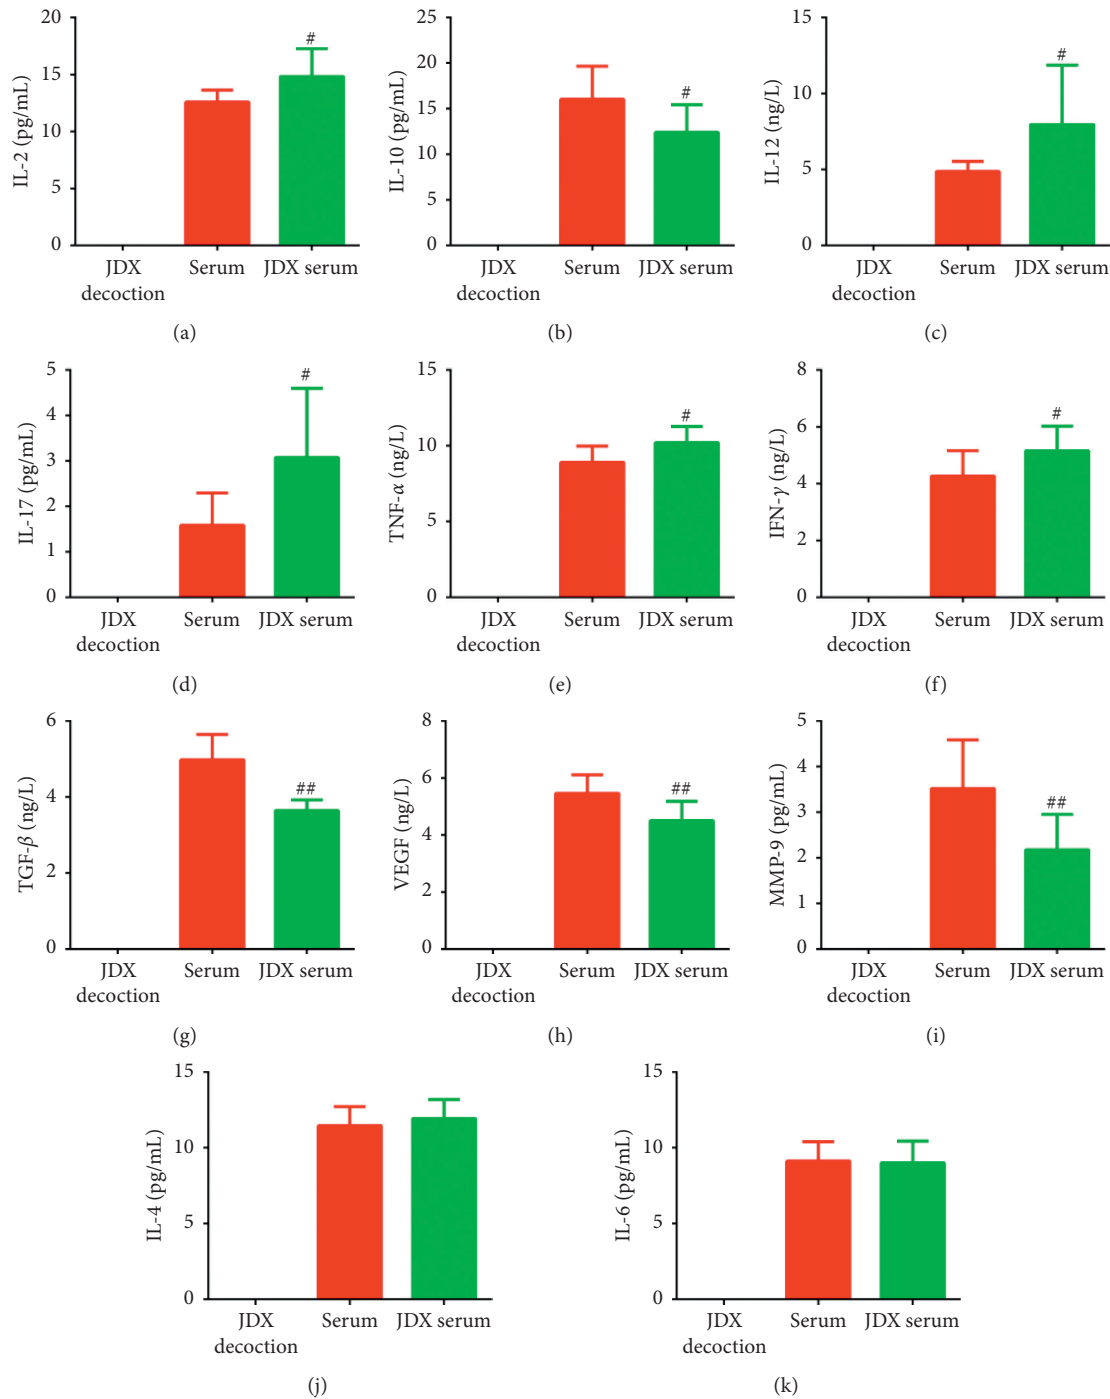 IL-2 (pg/mL)
20
15
10
5
0
#
JDX
decoction
Serum
JDX serum
(a)
IL-10 (pg/mL)
25
20
15
10
5
0
#
JDX
decoction
Serum
JDX serum
(b)
IL-12 (ng/L)
15
10
5
0
#
JDX
decoction
Serum
JDX serum
(c)
IL-17 (pg/mL)
5
4
3
2
1
0
#
JDX
decoction
Serum
JDX serum
(d)
TNF-α (ng/L)
15
10
5
0
#
JDX
decoction
Serum
JDX serum
(e)
IFN-γ (ng/L)
8
6
4
2
0
#
JDX
decoction
Serum
JDX serum
(f)
TGF-β (ng/L)
6
4
2
0
##
JDX
decoction
Serum
JDX serum
(g)
VEGF (ng/L)
8
6
4
2
0
##
JDX
decoction
Serum
JDX serum
(h)
MMP-9 (pg/mL)
5
4
3
2
1
0
##
JDX
decoction
Serum
JDX serum
(i)
IL-4 (pg/mL)
15
10
5
0
JDX
decoction
Serum
JDX serum
(j)
IL-6 (pg/mL)
15
10
5
0
JDX
decoction
Serum
JDX serum
(k)